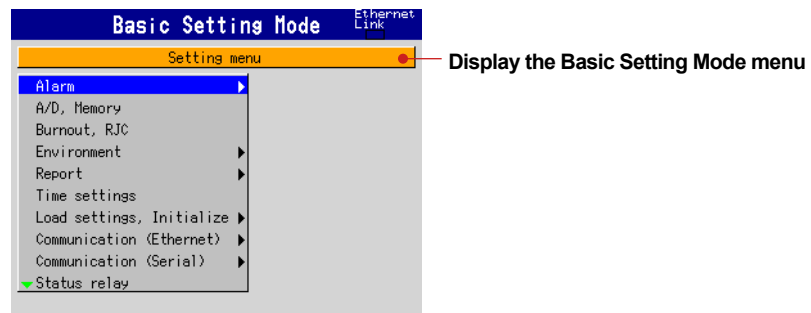 Basic Setting Mode
Ethernet
Link
Setting menu
Display the Basic Setting Mode menu
Alarm
A/D, Memory
Burnout, RJC
Environment
Report
Time settings
Load settings, Initialize
Communication (Ethernet)
Communication (Serial)
Status relay